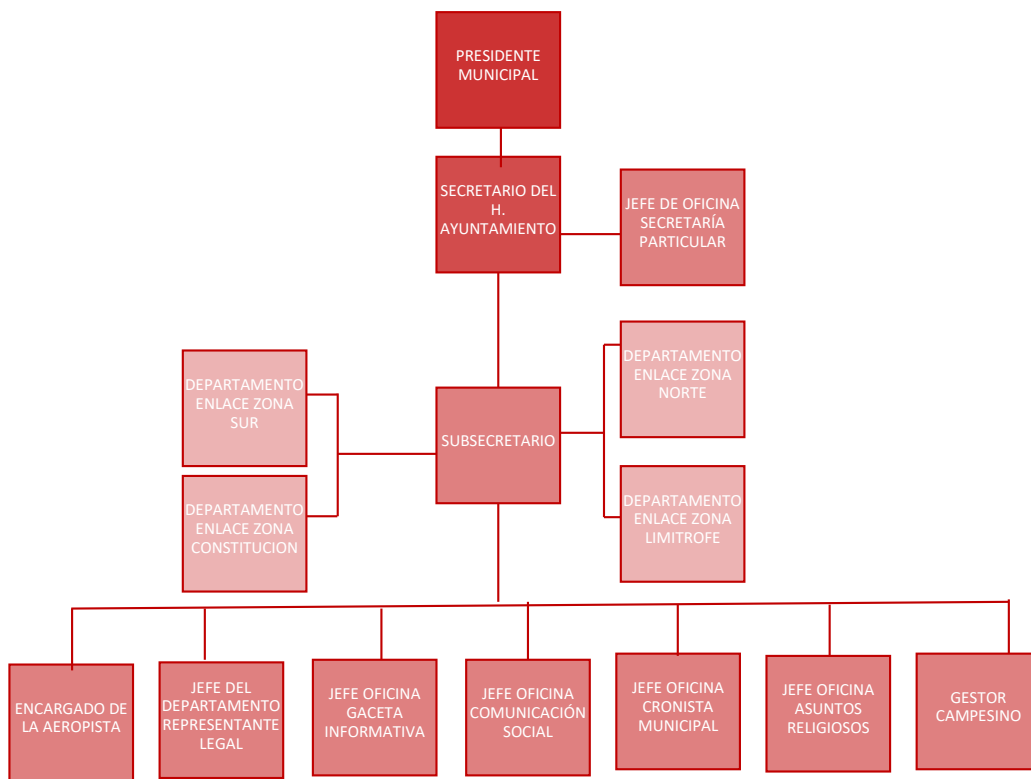 PRESIDENTE
MUNICIPAL
SECRETARIO DEL
H.
AYUNTAMIENTO
JEFE DE OFICINA
SECRETARÍA
PARTICULAR
DEPARTAMENTO
ENLACE ZONA
SUR
DEPARTAMENTO
ENLACE ZONA
NORTE
SUBSECRETARIO
DEPARTAMENTO
ENLACE ZONA
CONSTITUCION
DEPARTAMENTO
ENLACE ZONA
LIMITROFE
ENCARGADO DE
LA AEROPISTA
JEFE DEL
DEPARTAMENTO
REPRESENTANTE
LEGAL
JEFE OFICINA
GACETA
INFORMATIVA
JEFE OFICINA
COMUNICACIÓN
SOCIAL
JEFE OFICINA
CRONISTA
MUNICIPAL
JEFE OFICINA
ASUNTOS
RELIGIOSOS
GESTOR
CAMPESINO